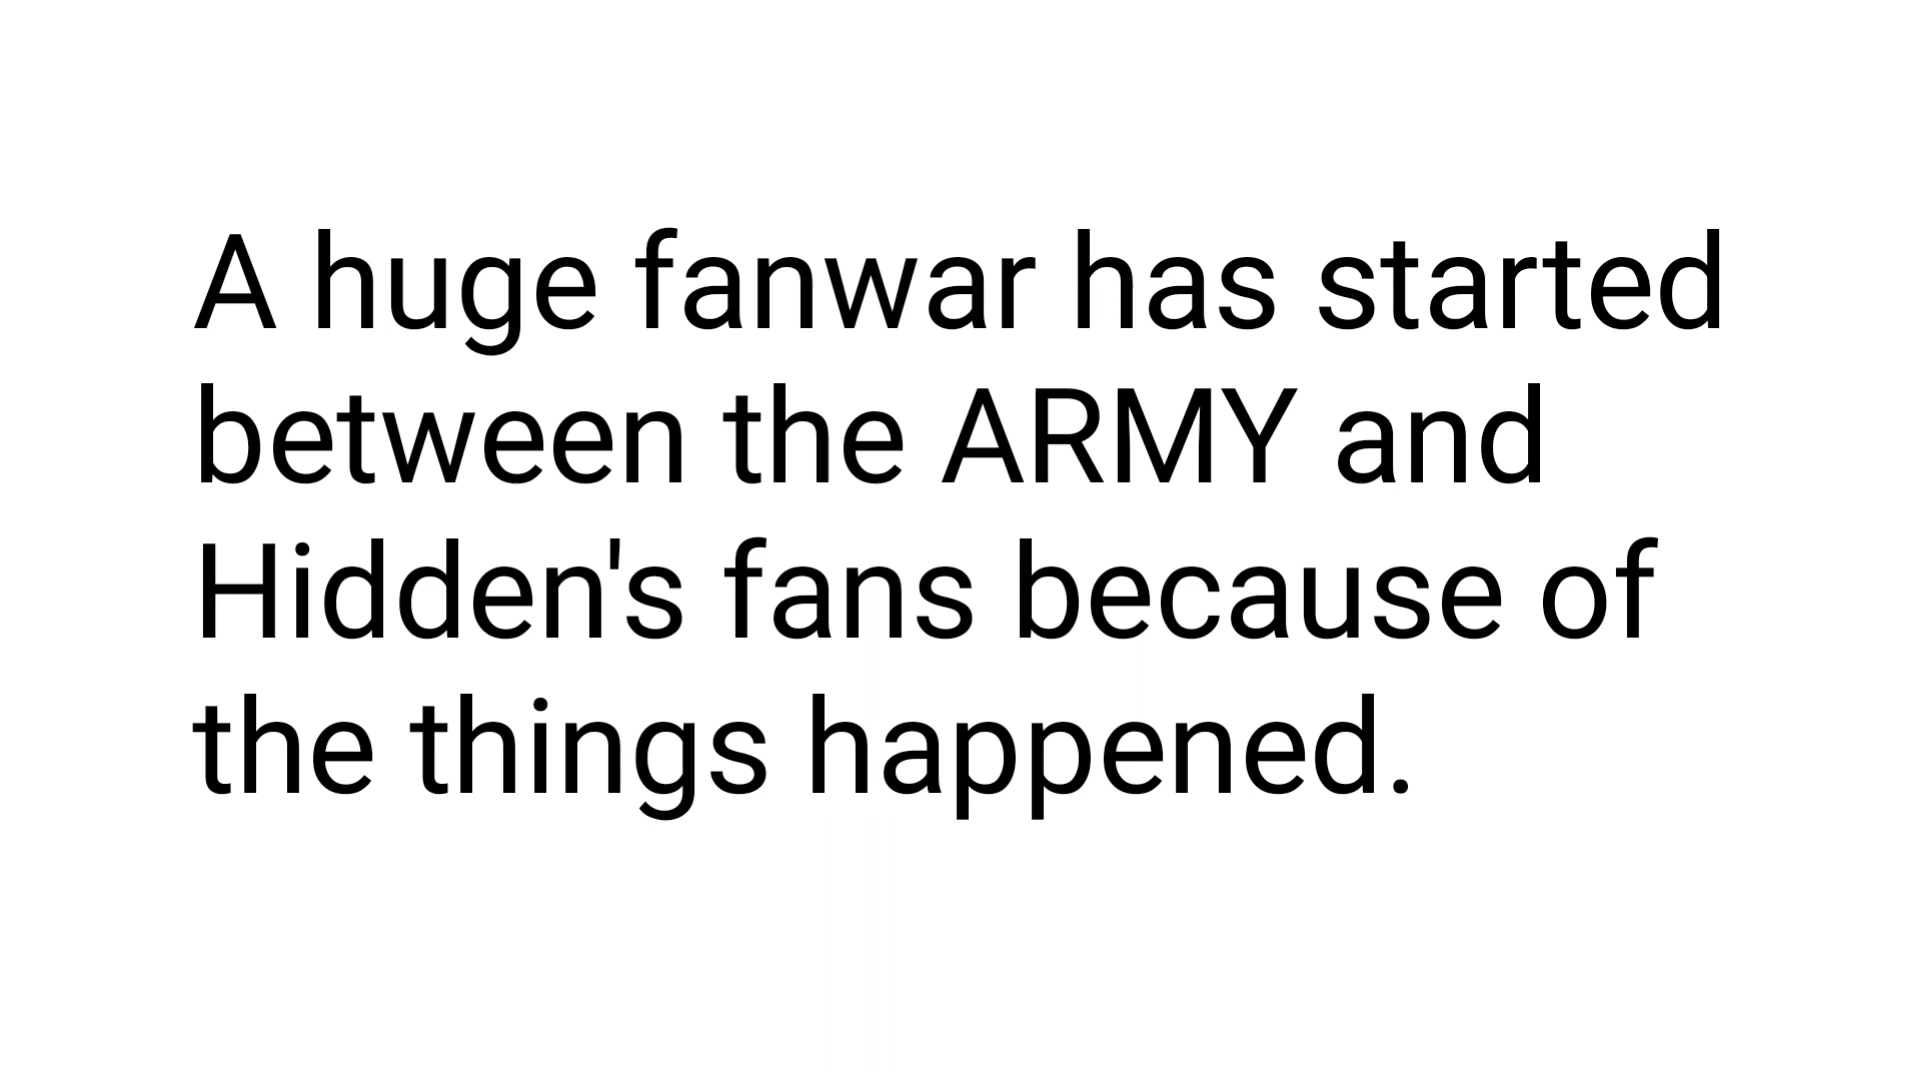 A huge fanwar has started
between the ARMY and
Hidden's fans because of
the things happened.